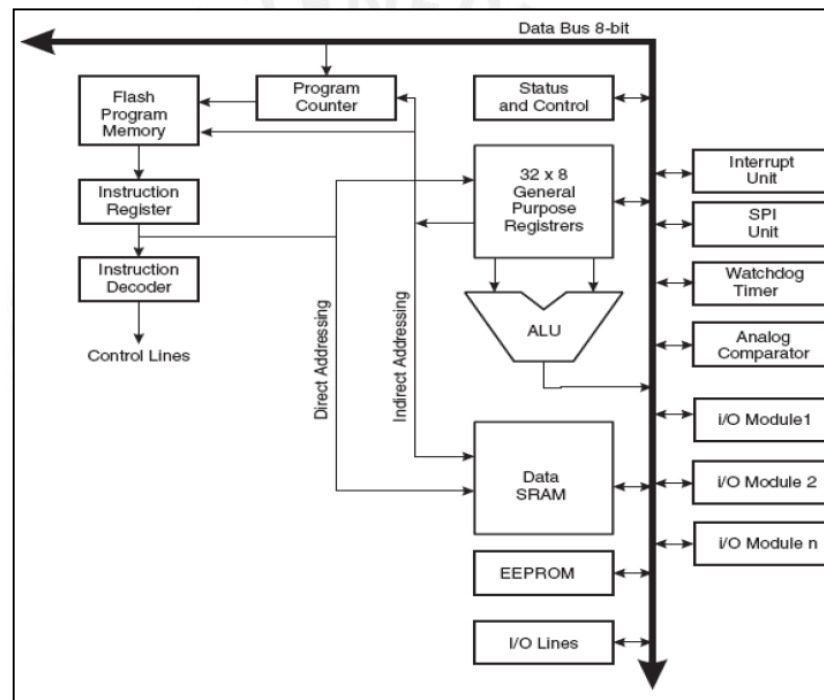 Data Bus 8-bit
Flash
Program
Memory
Program
Counter
Status
and Control
Interrupt
Unit
32 x 8
General
Purpose
Registrers
Instruction
Register
SPI
Unit
Instruction
Decoder
Watchdog
Timer
ALU
Control Lines
Direct Addressing
Indirect Addressing
Analog
Comparator
i/O Module1
Data
SRAM
i/O Module 2
i/O Module n
EEPROM
I/O Lines